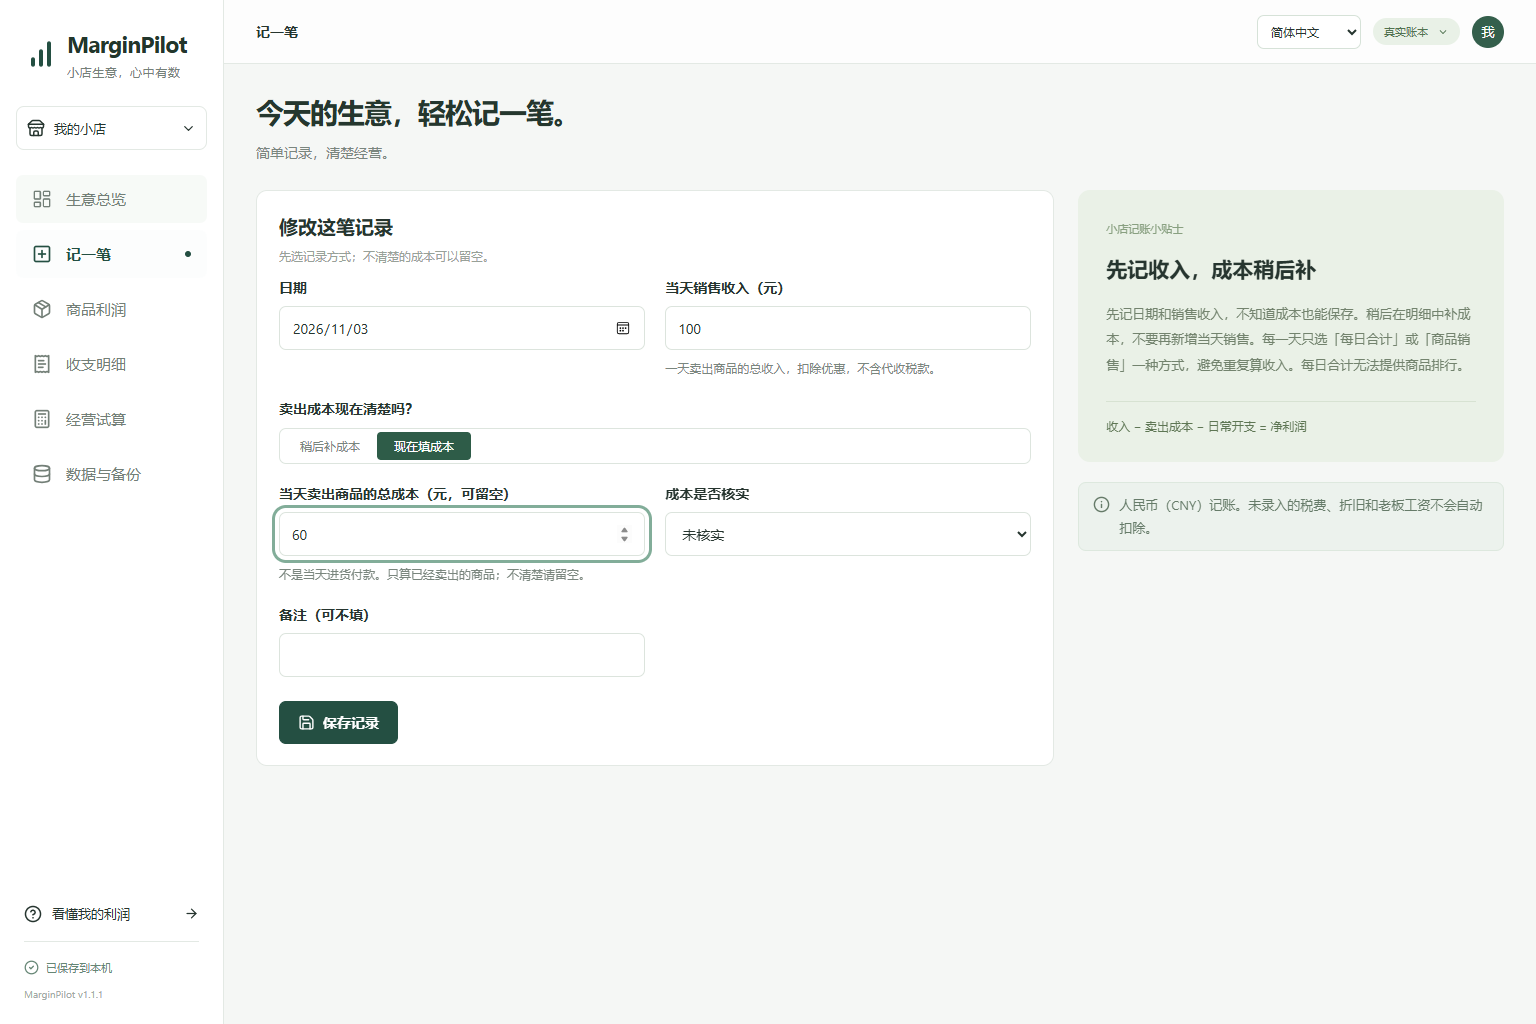 MarginPilot
小店生意，心中有数
我的小店
生意总览
记一笔
商品利润
收支明细
经营试算
数据与备份
看懂我的利润
已保存到本机
MarginPilot v1.1.1
记一笔
简体中文
真实账本
我
今天的生意，轻松记一笔。
简单记录，清楚经营。
修改这笔记录
先选记录方式；不清楚的成本可以留空。
日期
当天销售收入（元）
2026/11/03
100
一天卖出商品的总收入，扣除优惠，不含代收税款。
卖出成本现在清楚吗？
稍后补成本
现在填成本
当天卖出商品的总成本（元，可留空）
成本是否核实
60
未核实
不是当天进货付款。只算已经卖出的商品；不清楚请留空。
备注（可不填）
保存记录
小店记账小贴士
先记收入，成本稍后补
先记日期和销售收入，不知道成本也能保存。稍后在明细中补成
本，不要再新增当天销售。每一天只选「每日合计」或「商品销
售」一种方式，避免重复算收入。每日合计无法提供商品排行。
收入 − 卖出成本 − 日常开支 = 净利润
人民币（CNY）记账。未录入的税费、折旧和老板工资不会自动
扣除。